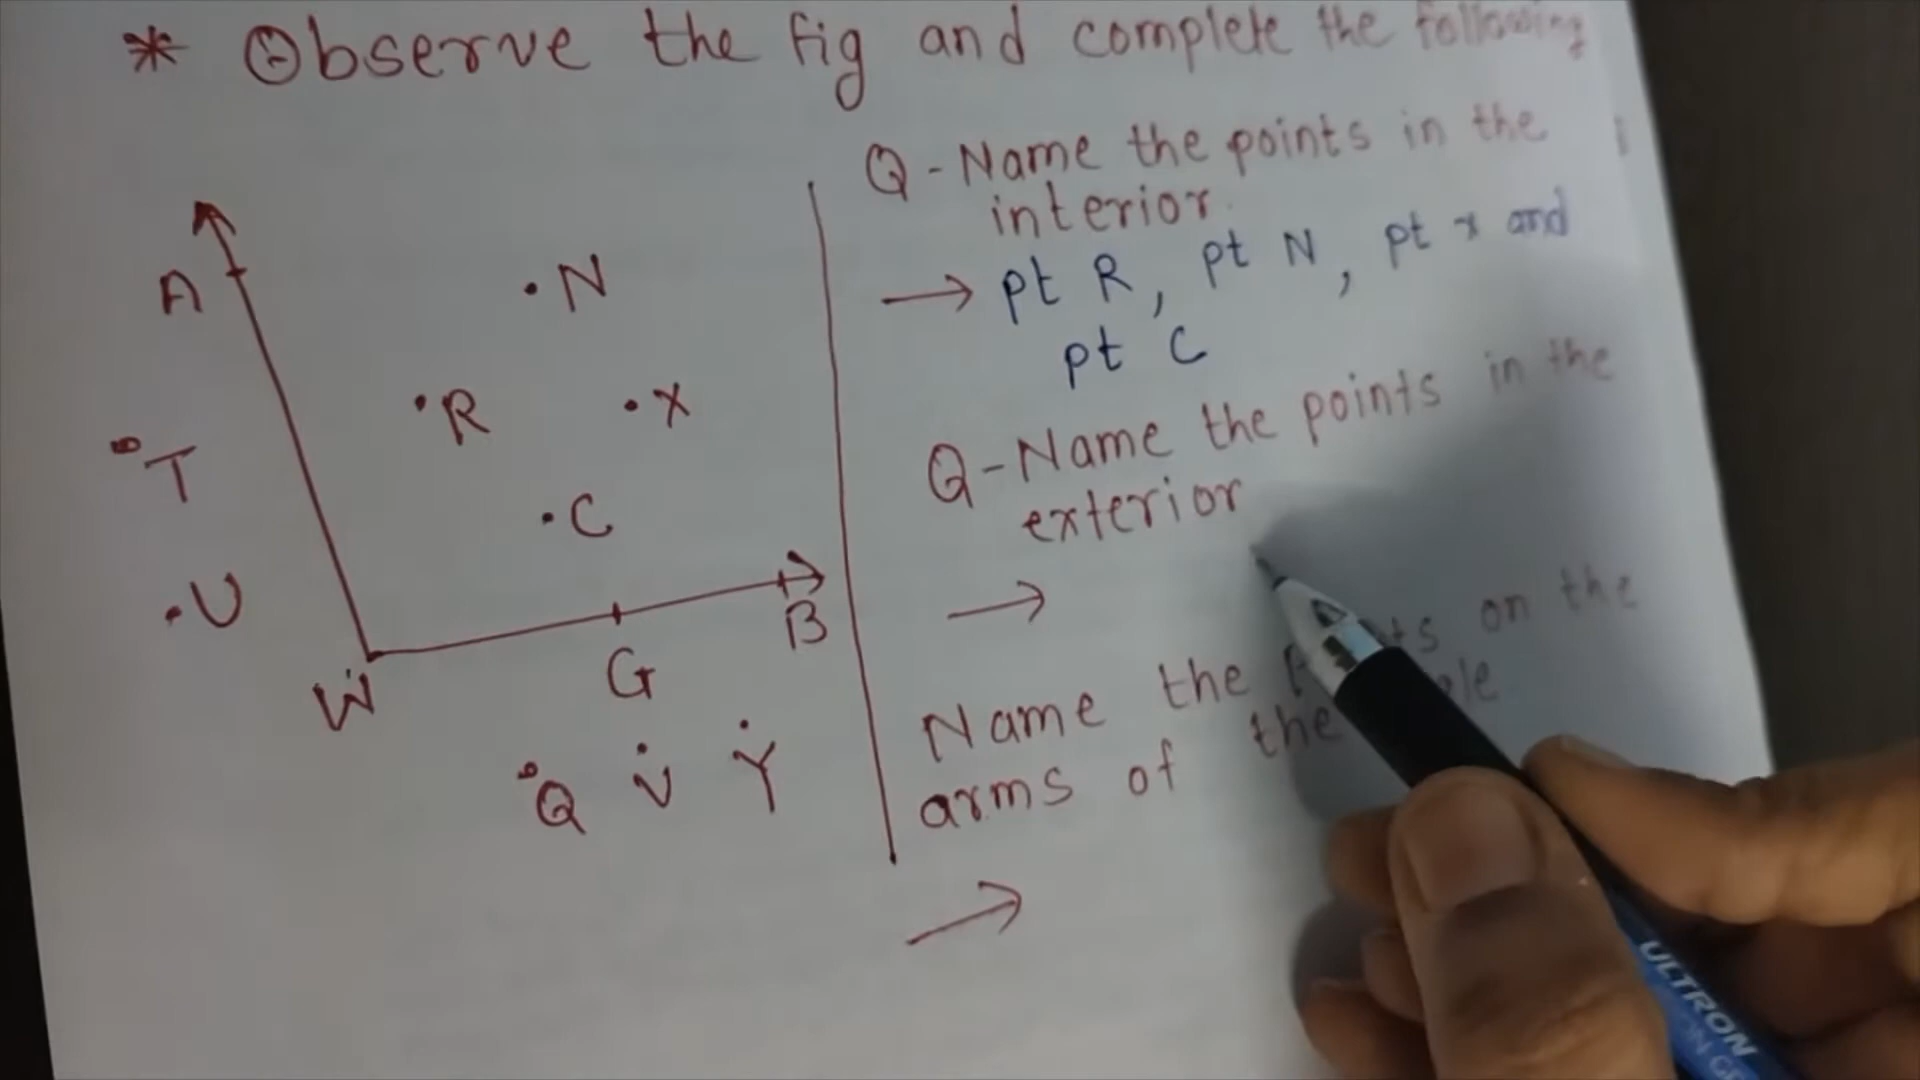 * Observe the fig and complete the following
Q-Name the points in the
interior.
→ pt R, pt N, pt x and
pt C
Q-Name the points in the
exterior
→
Name the on the
arms of the
→
A
N
R
X
T
C
U
B
W
G
Q
V
Y
ULTRON